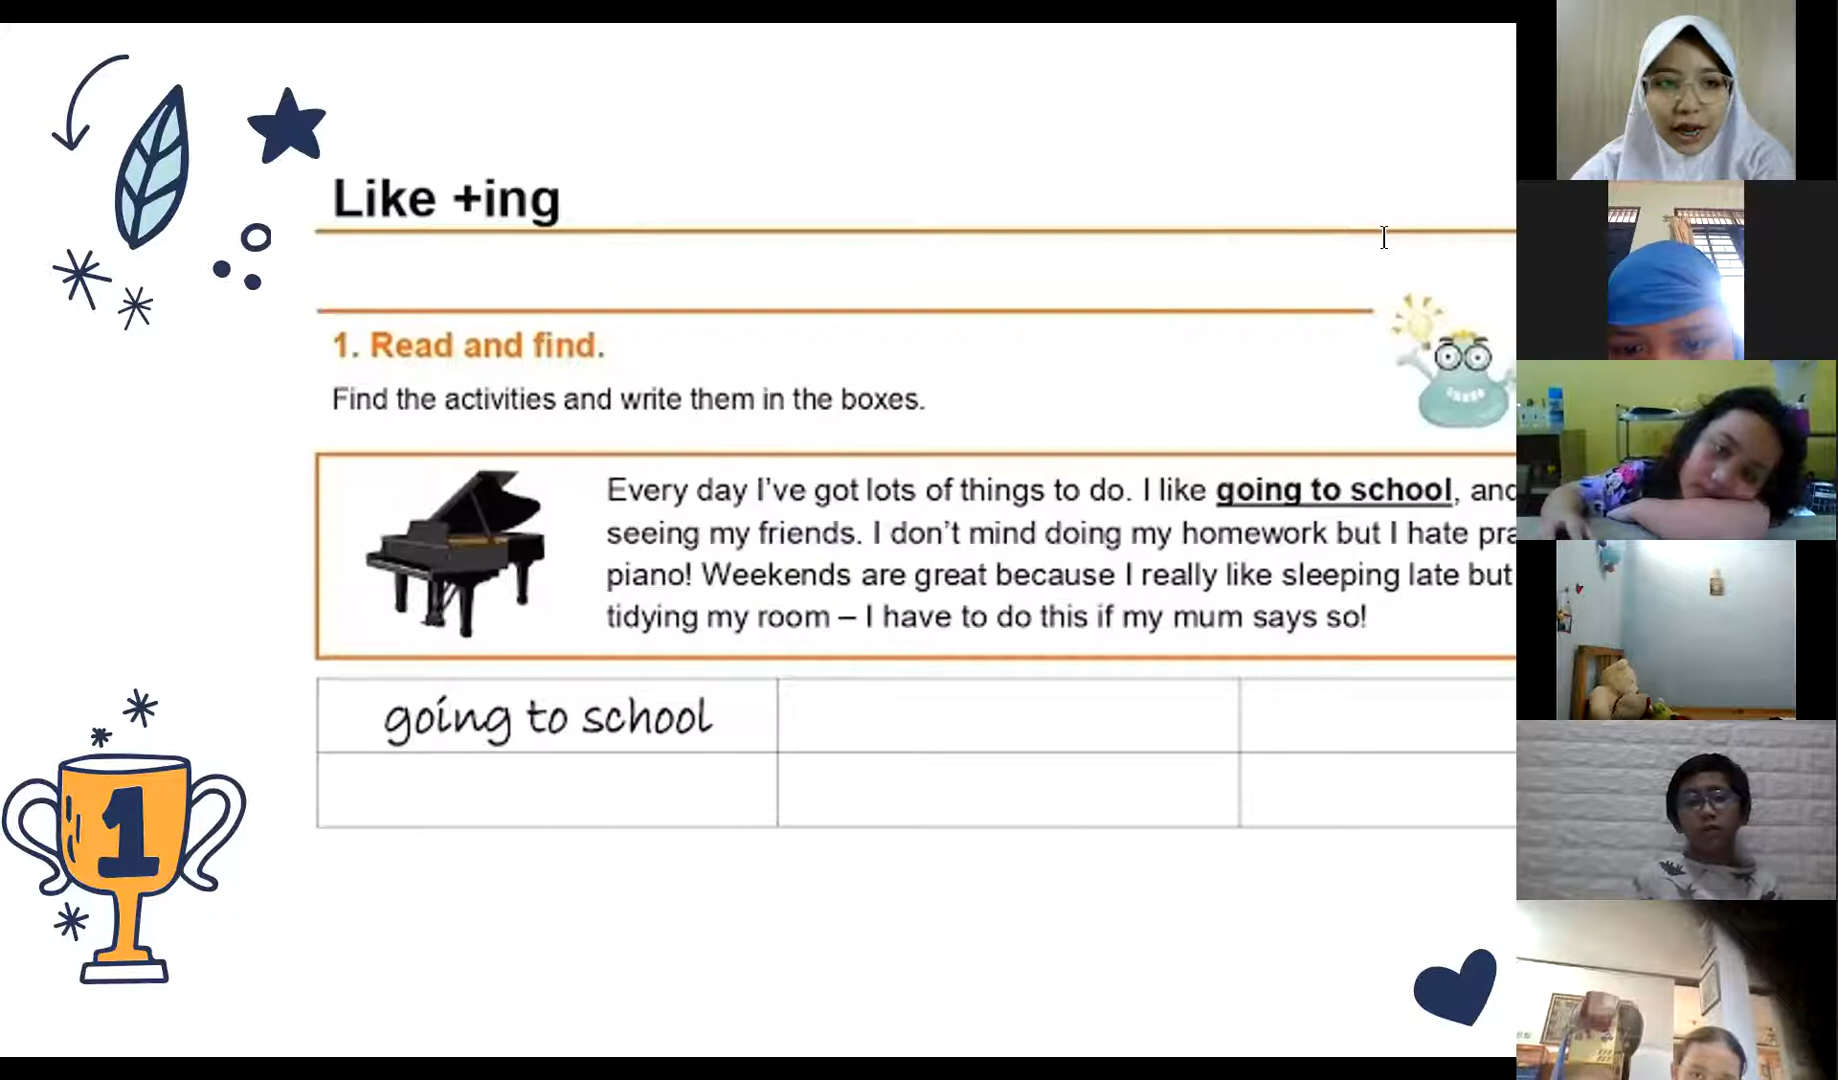 Like +ing
1. Read and find.
Find the activities and write them in the boxes.
Every day I've got lots of things to do. I like going to school, and
seeing my friends. I don't mind doing my homework but I hate
piano! Weekends are great because I really like sleeping late but
tidying my room – I have to do this if my mum says so!
going to school
1